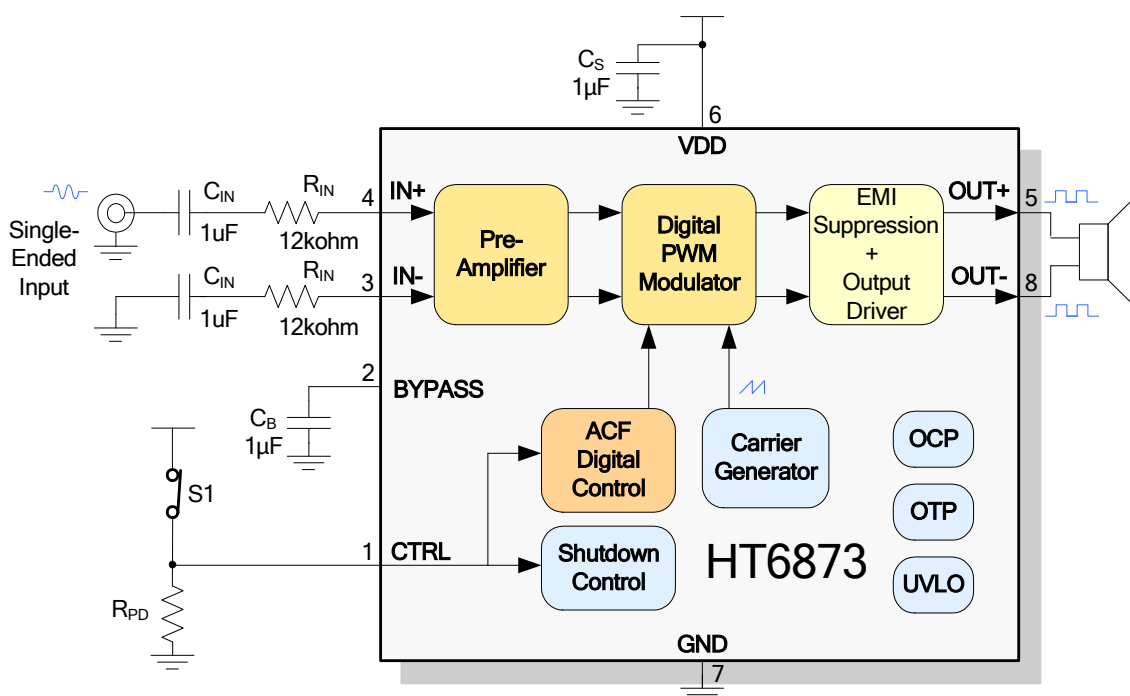 CS
1µF
6
VDD
Single-
Ended
Input
CIN
1uF
RIN
12kohm
4
IN+
CIN
1uF
RIN
12kohm
3
IN-
Pre-
Amplifier
Digital
PWM
Modulator
EMI
Suppression
+
Output
Driver
OUT+
5
OUT-
8
2
BYPASS
CB
1µF
S1
ACF
Digital
Control
Carrier
Generator
OCP
OTP
UVLO
1
CTRL
Shutdown
Control
HT6873
RPD
GND
7